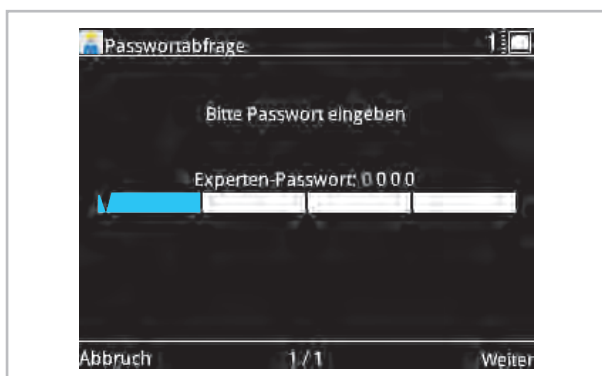 Passwortabfrage 1
Bitte Passwort eingeben
Experten-Passwort: 0 0 0 0
Abbruch 1/1 Weiter